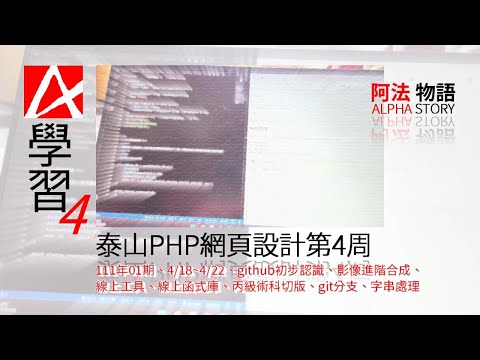 阿法 物語
ALPHA STORY
學習4
泰山PHP網頁設計第4周
111年01期、4/18~4/22、github初步認識、影像進階合成、
線上工具、線上函式庫、丙級術科切版、git分支、字串處理